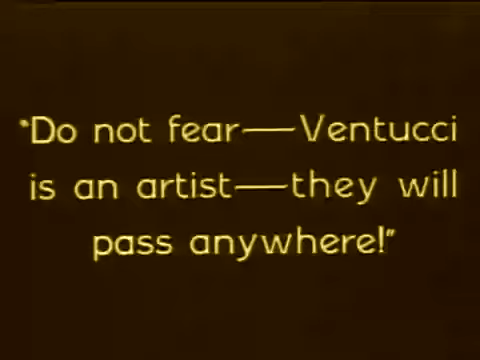 "Do not fear—Ventucci
is an artist—they will
pass anywhere!"